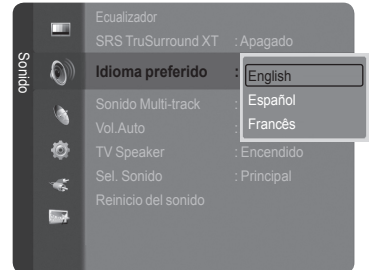 Sonido
Ecualizador
SRS TruSurround XT : Apagado
Idioma preferido :
English
Español
Francês
Sonido Multi-track :
Vol.Auto :
TV Speaker : Encendido
Sel. Sonido : Principal
Reinicio del sonido